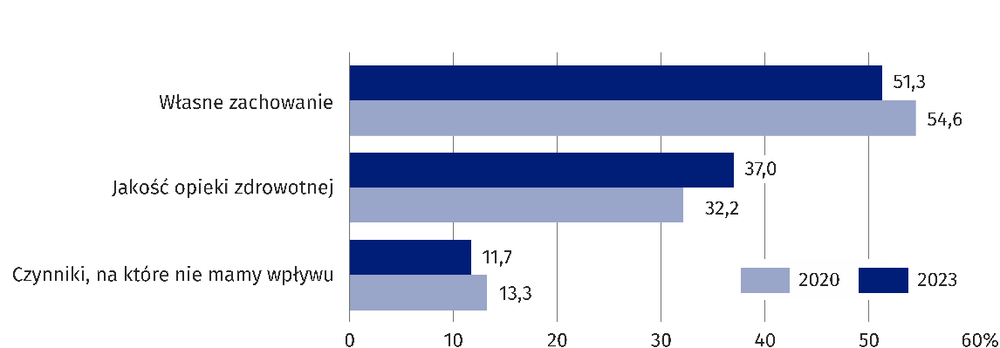 51,3
Własne zachowanie
54,6
37,0
Jakość opieki zdrowotnej
32,2
11,7
Czynniki, na które nie mamy wpływu
13,3
2020 2023
0 10 20 30 40 50 60%